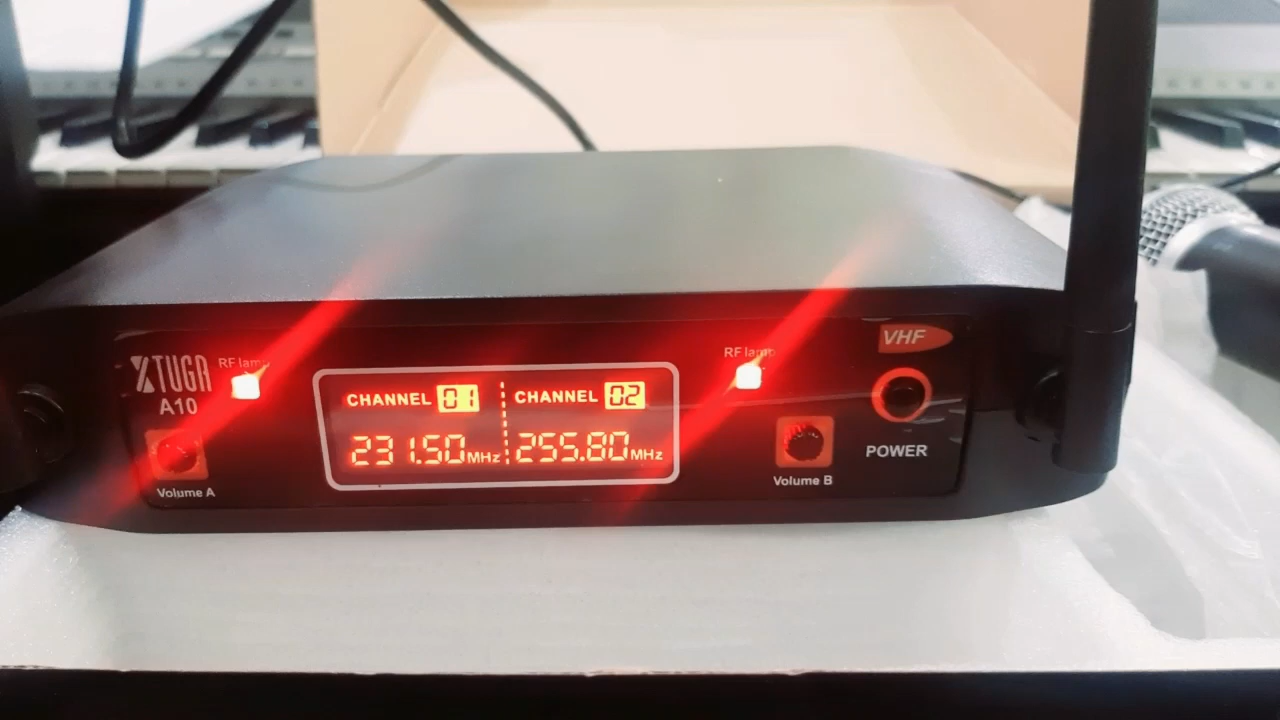 XTUGA
A10
RF lamp
Volume A
CHANNEL 01
231.50MHz
CHANNEL 02
255.80MHz
RF lamp
Volume B
VHF
POWER